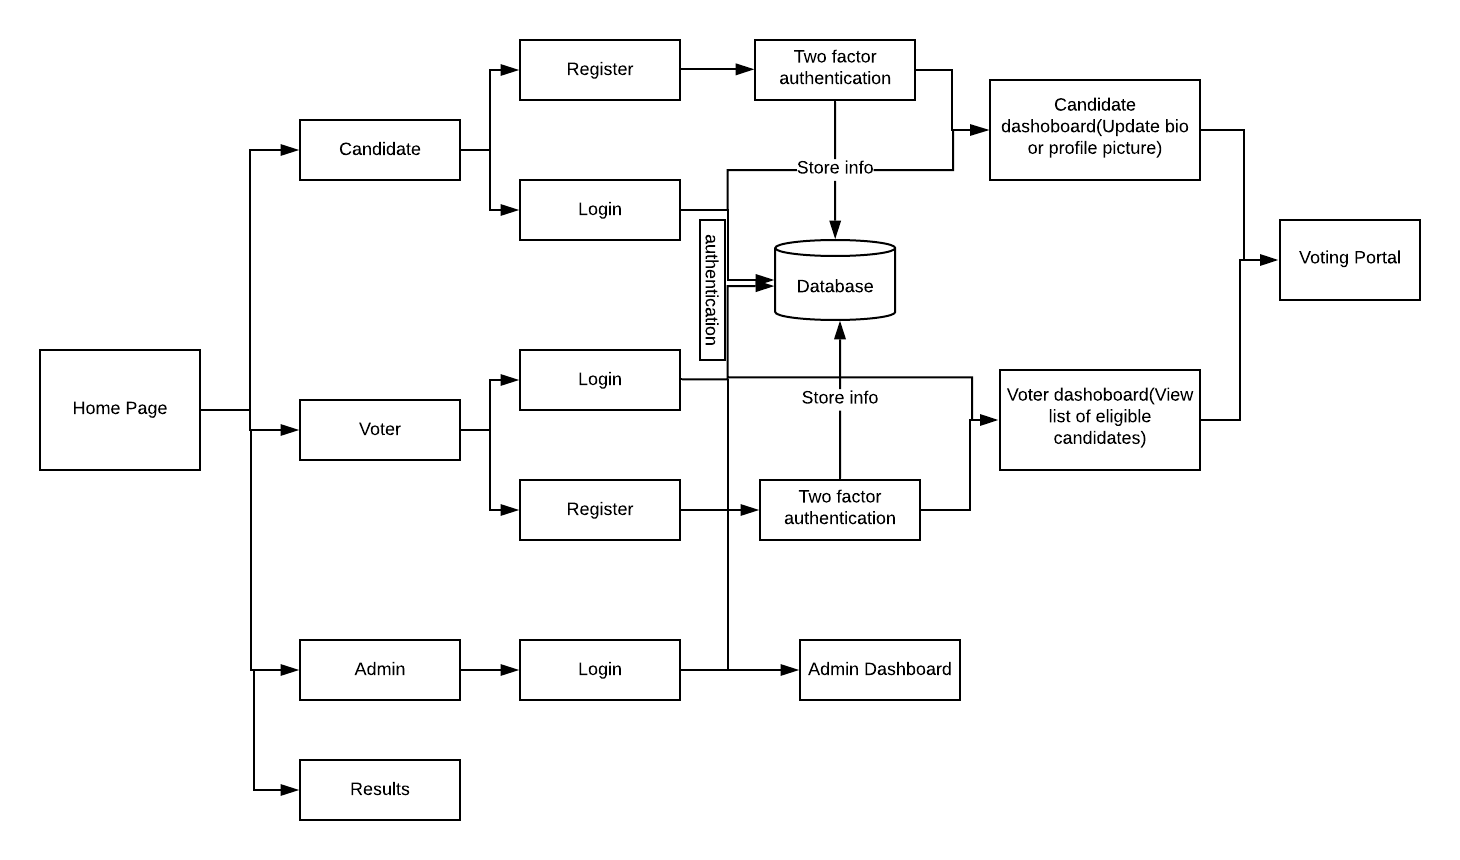 Register
Two factor
authentication
Candidate
dashoboard(Update bio
or profile picture)
Candidate
Store info
Login
authentication
Voting Portal
Database
Home Page
Login
Voter dashoboard(View
list of eligible
candidates)
Store info
Voter
Register
Two factor
authentication
Admin
Login
Admin Dashboard
Results